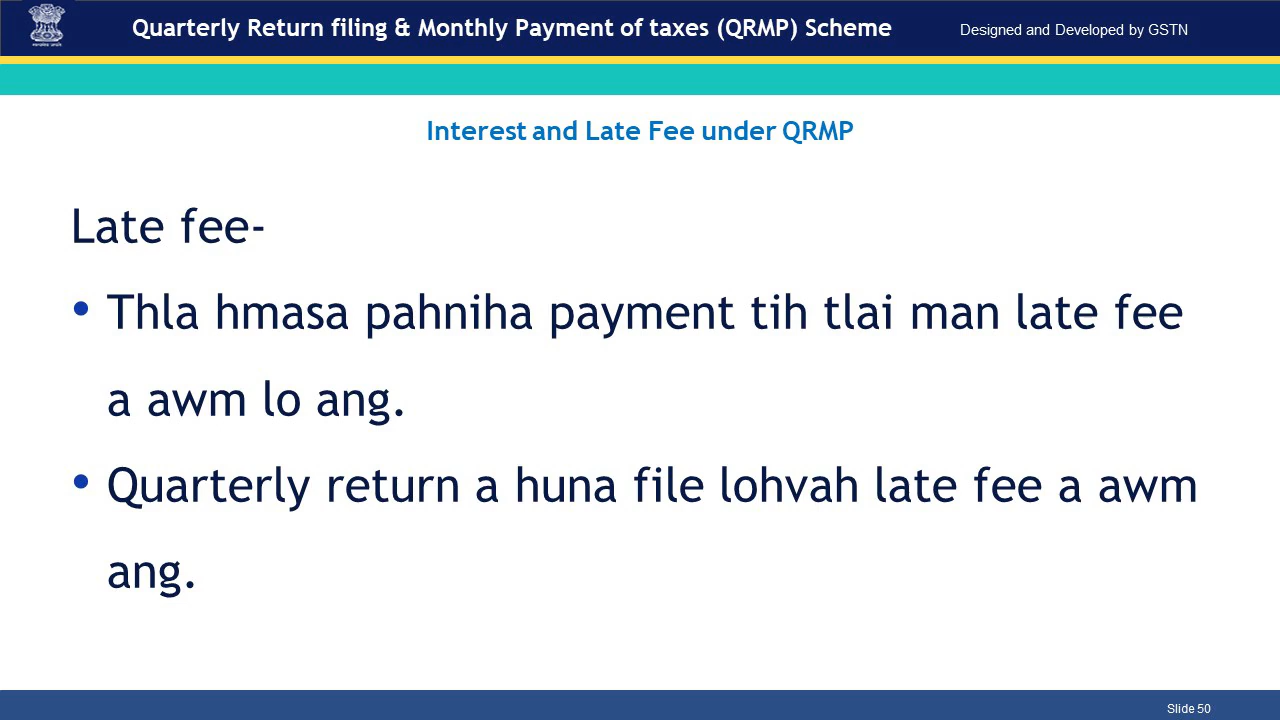 Quarterly Return filing & Monthly Payment of taxes (QRMP) Scheme
Designed and Developed by GSTN
Interest and Late Fee under QRMP
Late fee-
• Thla hmasa pahniha payment tih tlai man late fee
a awm lo ang.
• Quarterly return a huna file lohvah late fee a awm
ang.
Slide 50